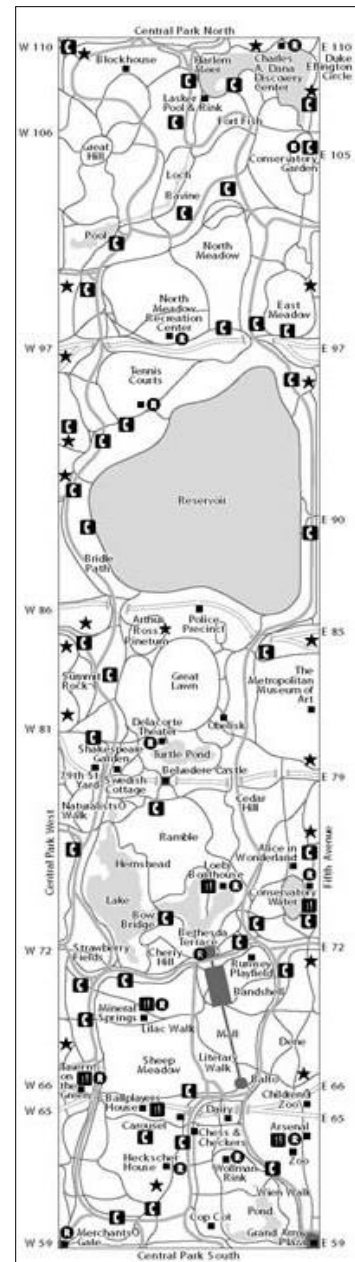 Central Park North
W 110
E 110
Blockhouse
Harlem
Meer
Charles
A. Dana
Discovery
Center
Duke
Ellington
Circle
Lasker
Pool & Rink
W 106
Fort Fish
Great
Hill
E 105
Conservatory
Garden
Loch
Ravine
Pool
North
Meadow
North
Meadow
Recreation
Center
East
Meadow
W 97
E 97
Tennis
Courts
Reservoir
E 90
Bridle
Path
W 86
Arthur
Ross
Pinetum
Police
Precinct
E 85
Summit
Rock
Great
Lawn
The
Metropolitan
Museum of
Art
W 81
Delacorte
Theater
Obelisk
Shakespeare
Garden
Turtle Pond
79th St
Yard
Swedish
Cottage
Belvedere Castle
E 79
NaturalistsO
Walk
Cedar
Hill
Ramble
Central Park West
Fifth Avenue
Hernshead
Loeb
Boathouse
Alice in
Wonderland
Lake
Conservatory
Water
Bow
Bridge
Bethesda
Terrace
W 72
E 72
Strawberry
Fields
Cherry
Hill
Rumsey
Playfield
Bandshell
Mineral
Springs
Lilac Walk
Mall
Dene
Sheep
Meadow
Literary
Walk
Tavern
on
the
Green
W 66
Balto
E 66
W 65
Ballplayers
House
Dairy
ChildrenO
Zoo
E 65
Carousel
Chess &
Checkers
Arsenal
Heckscher
House
Wollman
Rink
Zoo
Wien Walk
Cop Cot
Pond
MerchantsO
Gate
Grand Army
Plaza
W 59
E 59
Central Park South